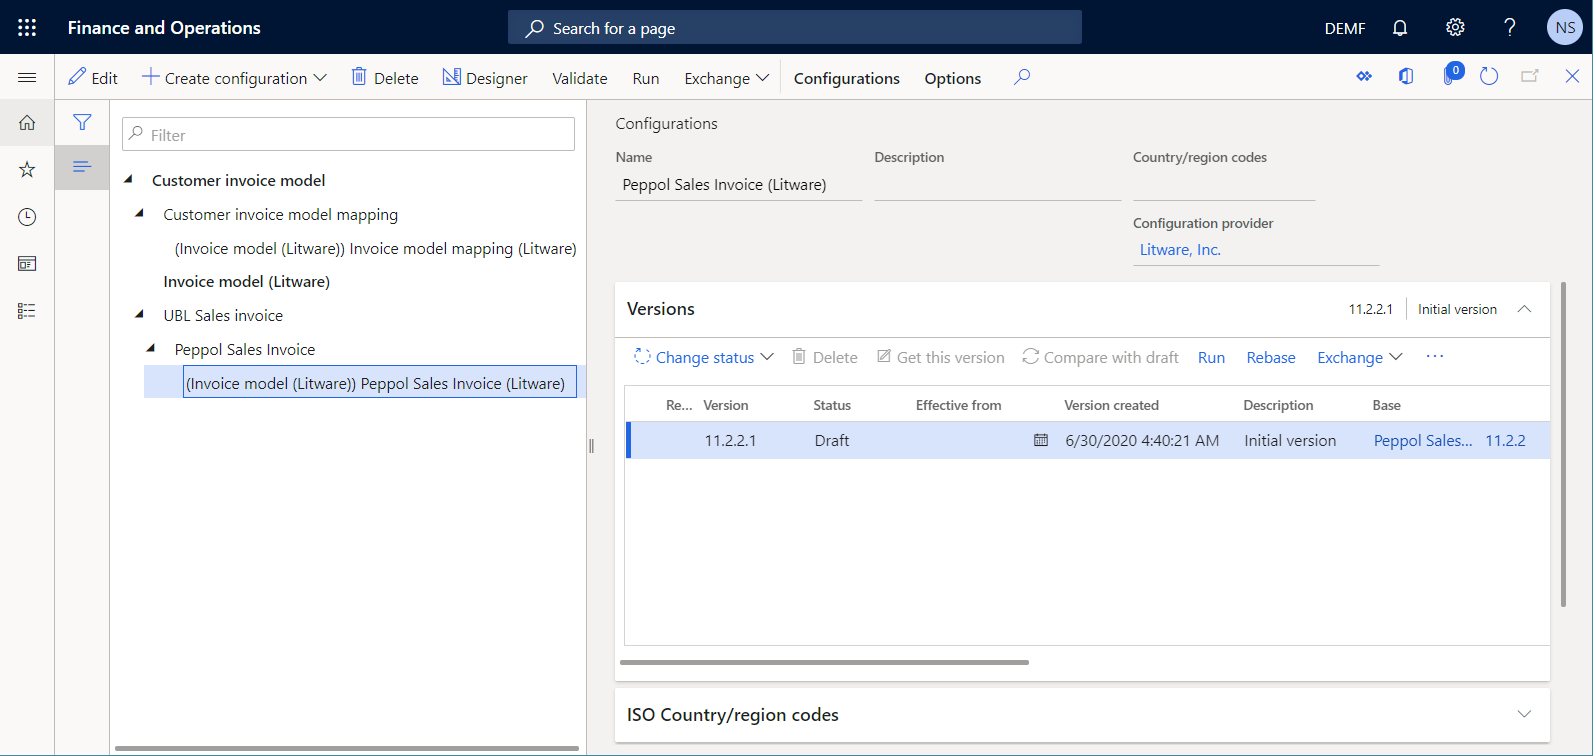 Finance and Operations
Search for a page
DEMF
NS
Edit
Create configuration
Delete
Designer
Validate
Run
Exchange
Configurations
Options
0
Filter
Customer invoice model
Customer invoice model mapping
(Invoice model (Litware)) Invoice model mapping (Litware)
Invoice model (Litware)
UBL Sales invoice
Peppol Sales Invoice
(Invoice model (Litware)) Peppol Sales Invoice (Litware)
Configurations
Name
Description
Country/region codes
Peppol Sales Invoice (Litware)
Configuration provider
Litware, Inc.
Versions
11.2.2.1
Initial version
Change status
Delete
Get this version
Compare with draft
Run
Rebase
Exchange
···
Re... Version Status Effective from Version created Description Base
11.2.2.1 Draft 6/30/2020 4:40:21 AM Initial version Peppol Sales... 11.2.2
ISO Country/region codes